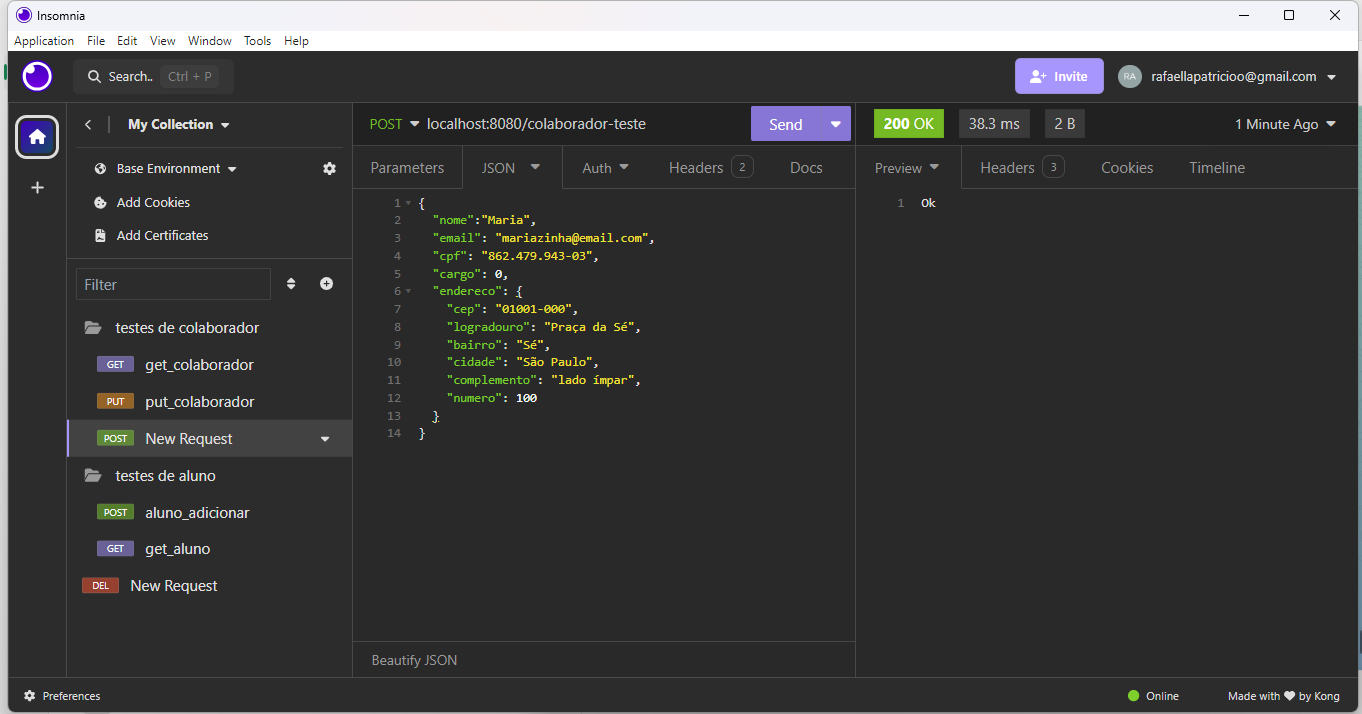 Insomnia
Application File Edit View Window Tools Help
Search.. Ctrl + P
Invite
RA rafaellapatricioo@gmail.com
My Collection
Base Environment
Add Cookies
Add Certificates
Filter
testes de colaborador
GET get_colaborador
PUT put_colaborador
POST New Request
testes de aluno
POST aluno_adicionar
GET get_aluno
DEL New Request
POST localhost:8080/colaborador-teste Send
Parameters JSON Auth Headers 2 Docs
1 {
2 "nome":"Maria",
3 "email": "mariazinha@email.com",
4 "cpf": "862.479.943-03",
5 "cargo": 0,
6 "endereco": {
7 "cep": "01001-000",
8 "logradouro": "Praça da Sé",
9 "bairro": "Sé",
10 "cidade": "São Paulo",
11 "complemento": "lado ímpar",
12 "numero": 100
13 }
14 }
Beautify JSON
200 OK 38.3 ms 2 B 1 Minute Ago
Preview Headers 3 Cookies Timeline
1 Ok
Preferences
Online Made with ❤ by Kong